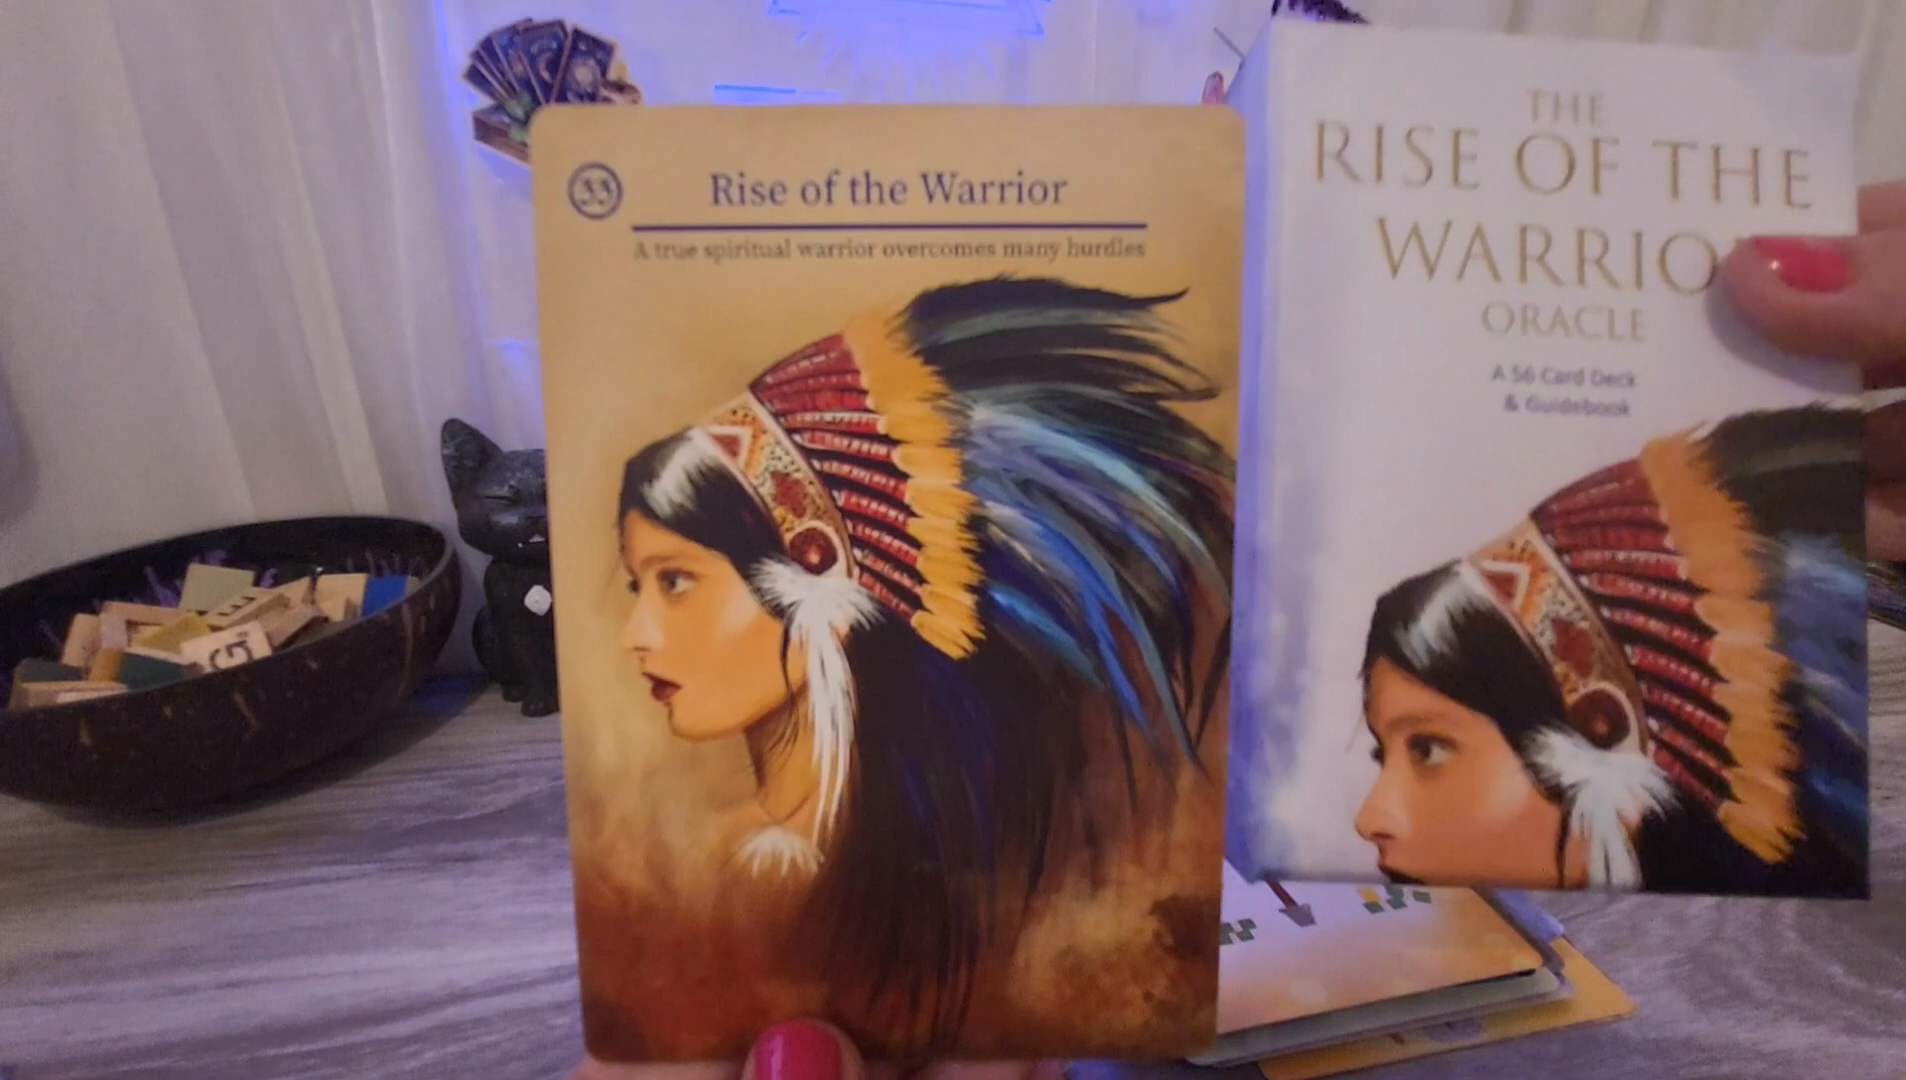 33
Rise of the Warrior
A true spiritual warrior overcomes many hurdles
THE
RISE OF THE
WARRIO
ORACLE
A 56 Card Deck
& Guidebook
G